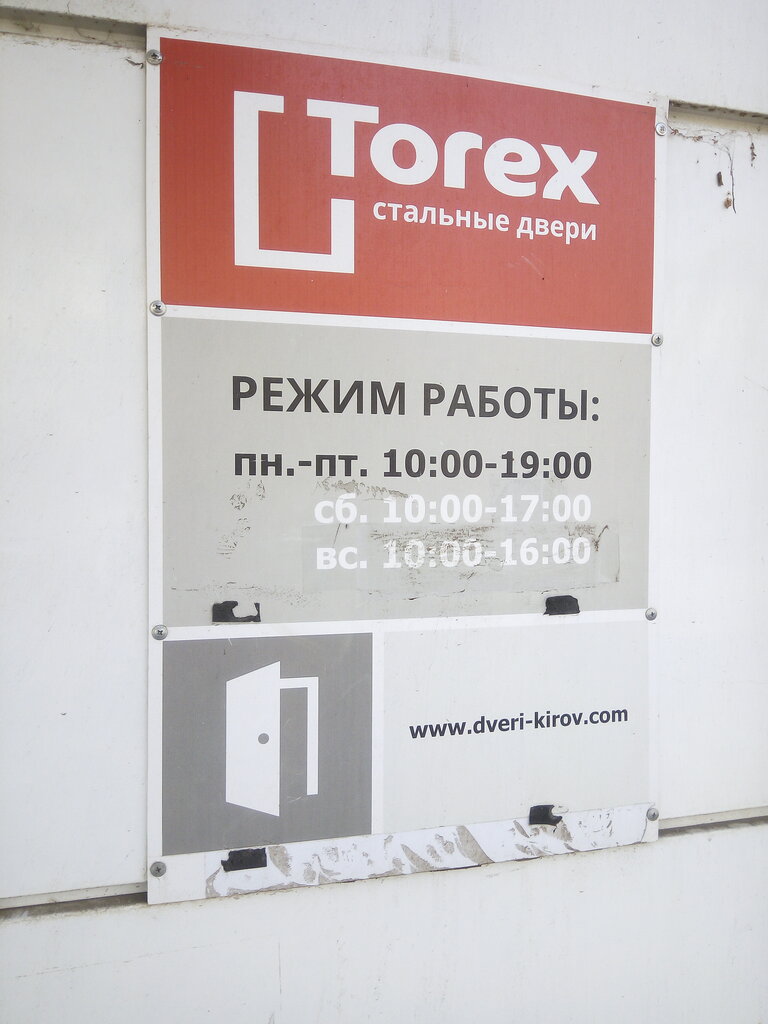 Torex
стальные двери
РЕЖИМ РАБОТЫ:
пн.-пт. 10:00-19:00
сб. 10:00-17:00
вс. 10:00-16:00
www.dveri-kirov.com